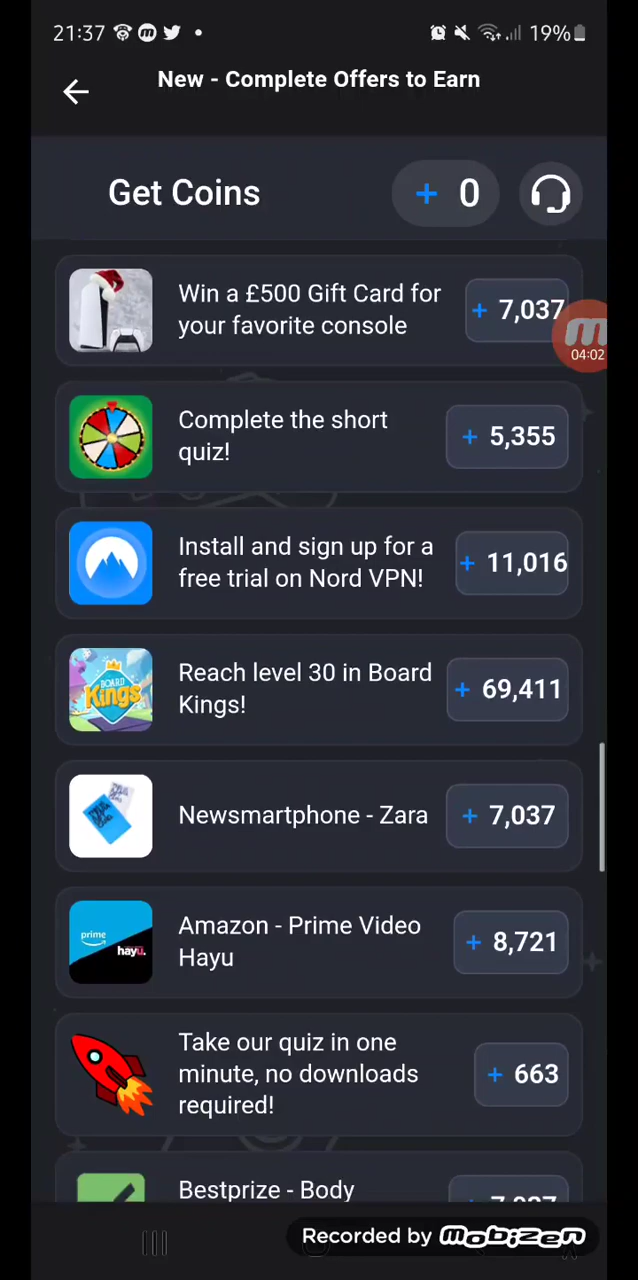 21:37
19%
New - Complete Offers to Earn
Get Coins
+ 0
Win a £500 Gift Card for
your favorite console
+ 7,037
04:02
Complete the short
quiz!
+ 5,355
Install and sign up for a
free trial on Nord VPN!
+ 11,016
BOARD
Kings
Reach level 30 in Board
Kings!
+ 69,411
Newsmartphone - Zara
+ 7,037
prime
hayu.
Amazon - Prime Video
Hayu
+ 8,721
Take our quiz in one
minute, no downloads
required!
+ 663
Bestprize - Body
Recorded by mobizen